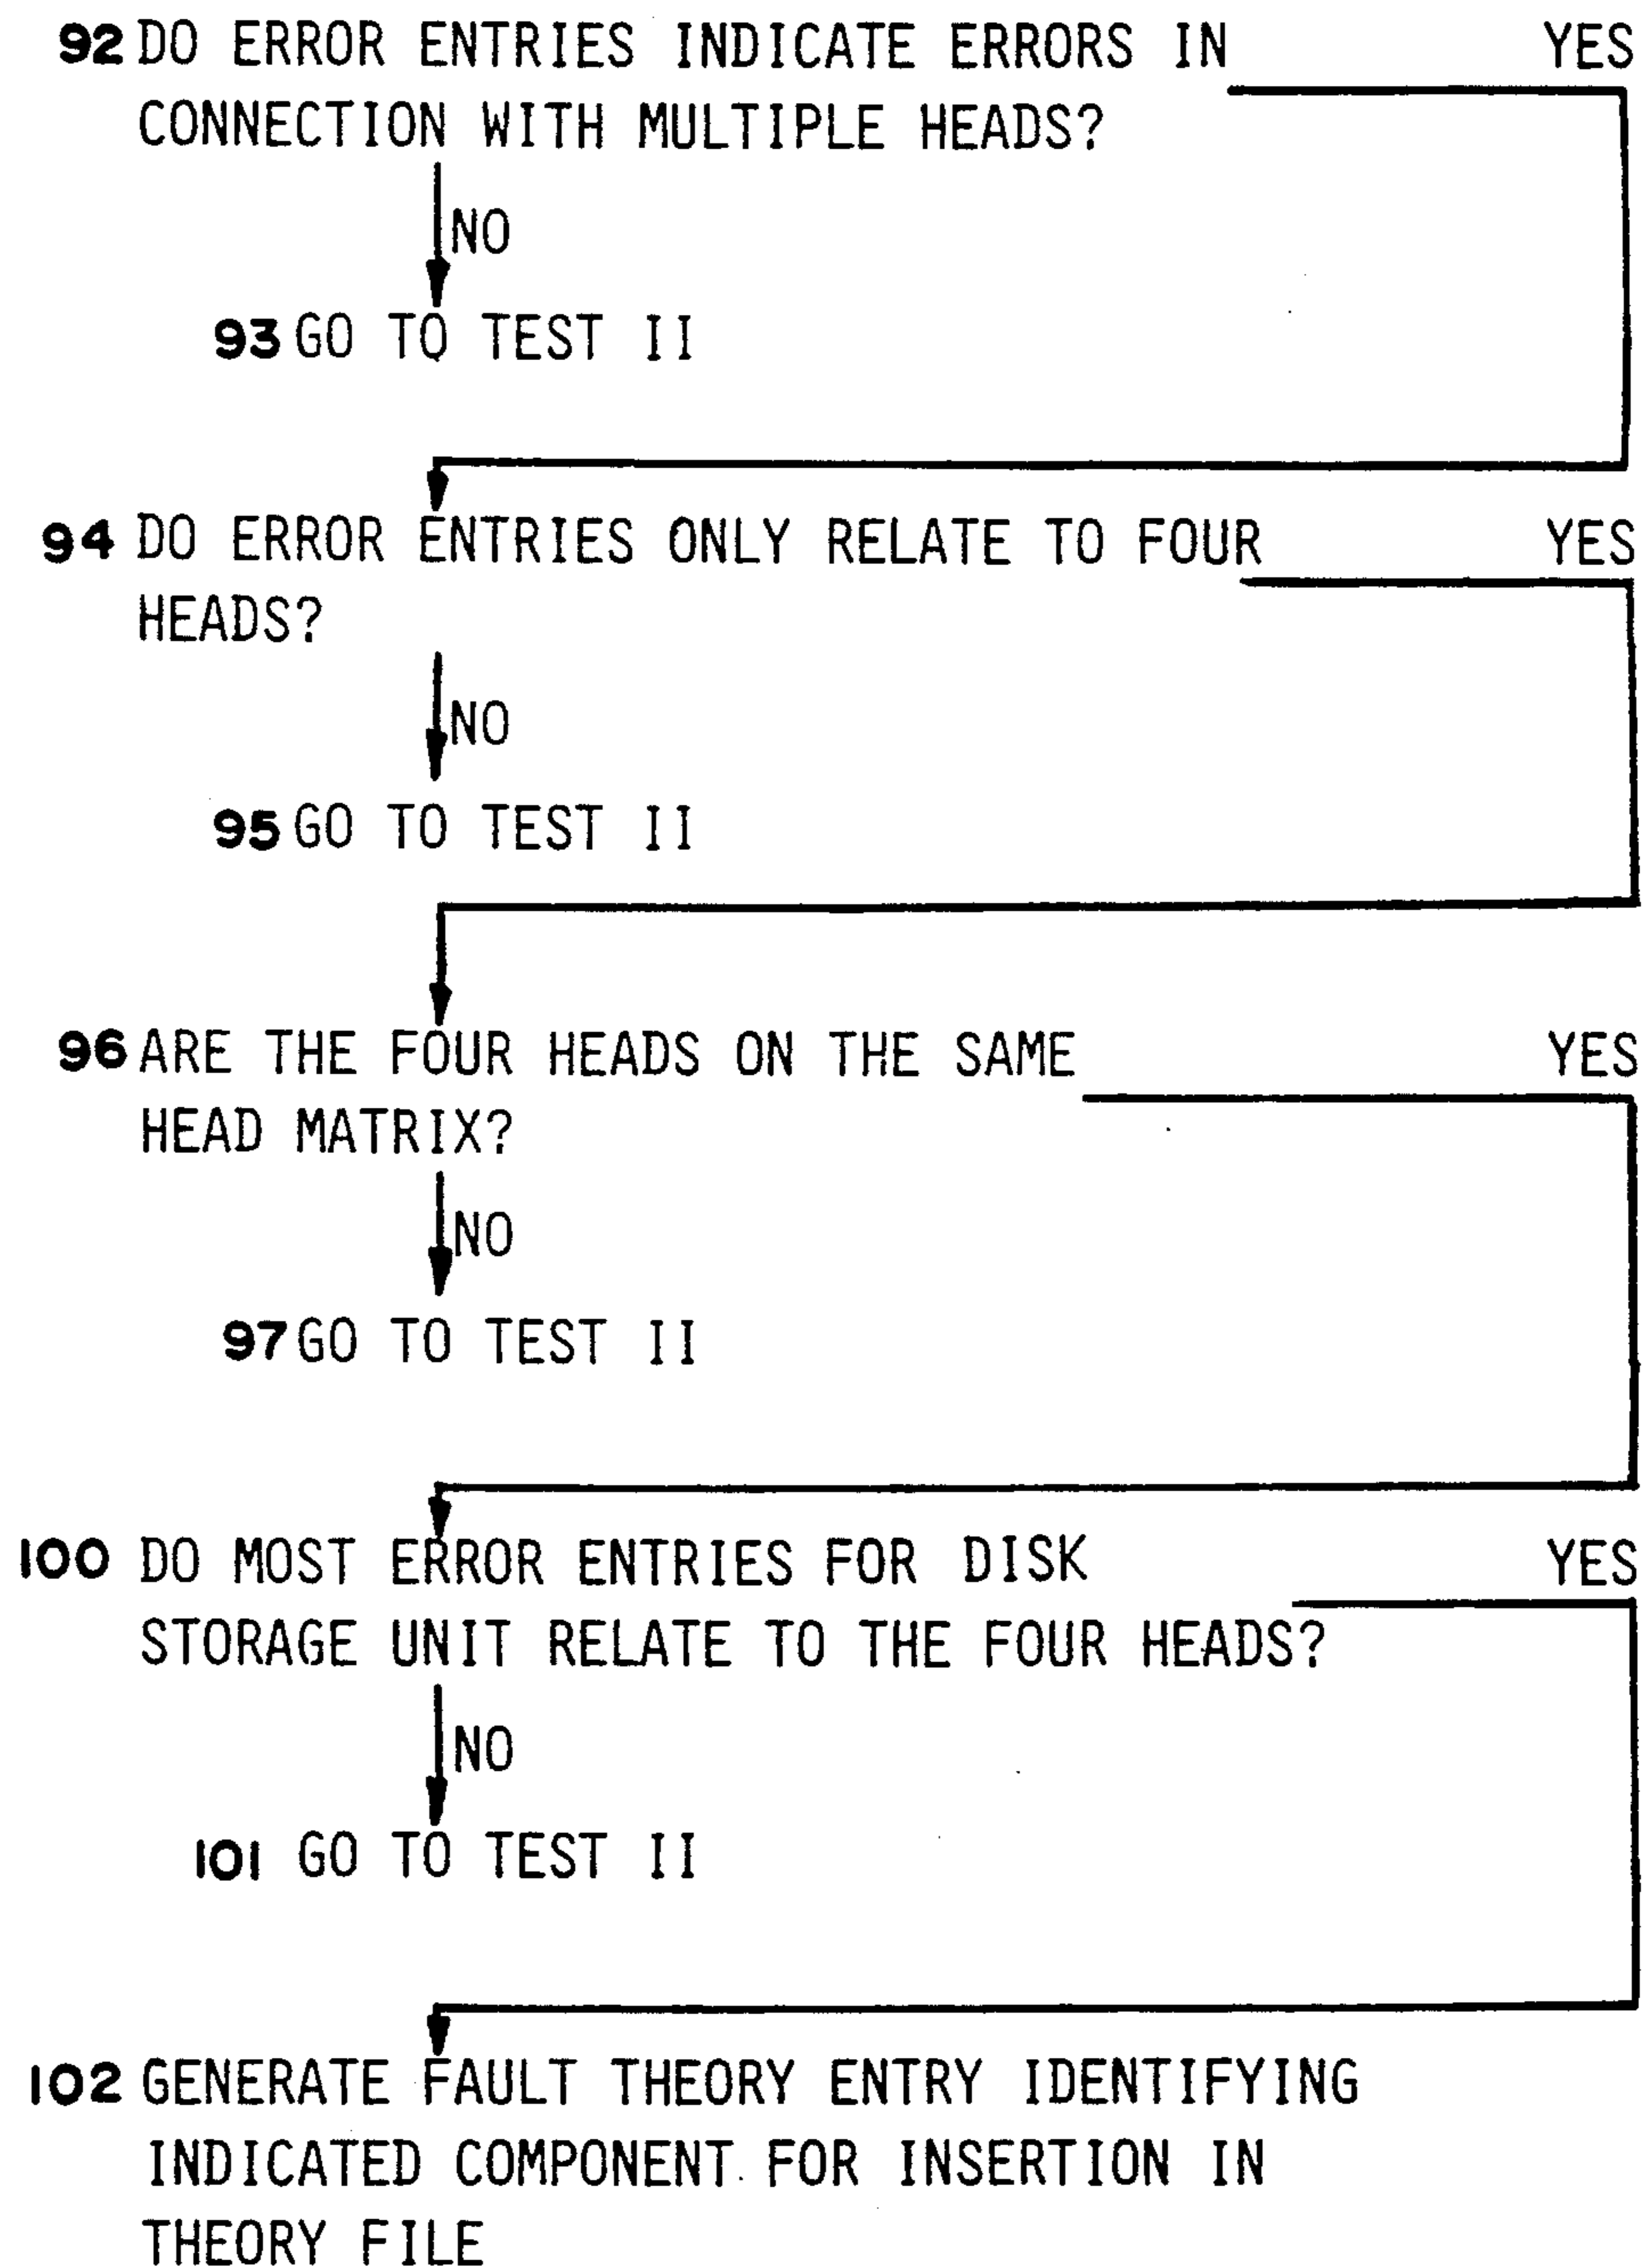 92 DO ERROR ENTRIES INDICATE ERRORS IN YES
CONNECTION WITH MULTIPLE HEADS?
NO
93 GO TO TEST II
94 DO ERROR ENTRIES ONLY RELATE TO FOUR YES
HEADS?
NO
95 GO TO TEST II
96 ARE THE FOUR HEADS ON THE SAME YES
HEAD MATRIX?
NO
97 GO TO TEST II
100 DO MOST ERROR ENTRIES FOR DISK YES
STORAGE UNIT RELATE TO THE FOUR HEADS?
NO
101 GO TO TEST II
102 GENERATE FAULT THEORY ENTRY IDENTIFYING
INDICATED COMPONENT FOR INSERTION IN
THEORY FILE